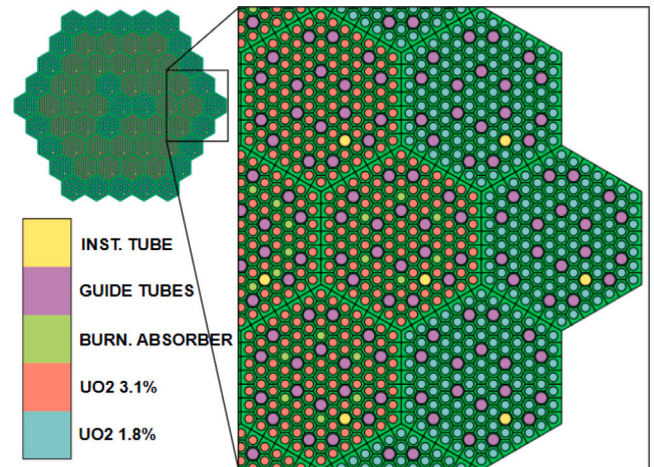 INST. TUBE
GUIDE TUBES
BURN. ABSORBER
UO2 3.1%
UO2 1.8%